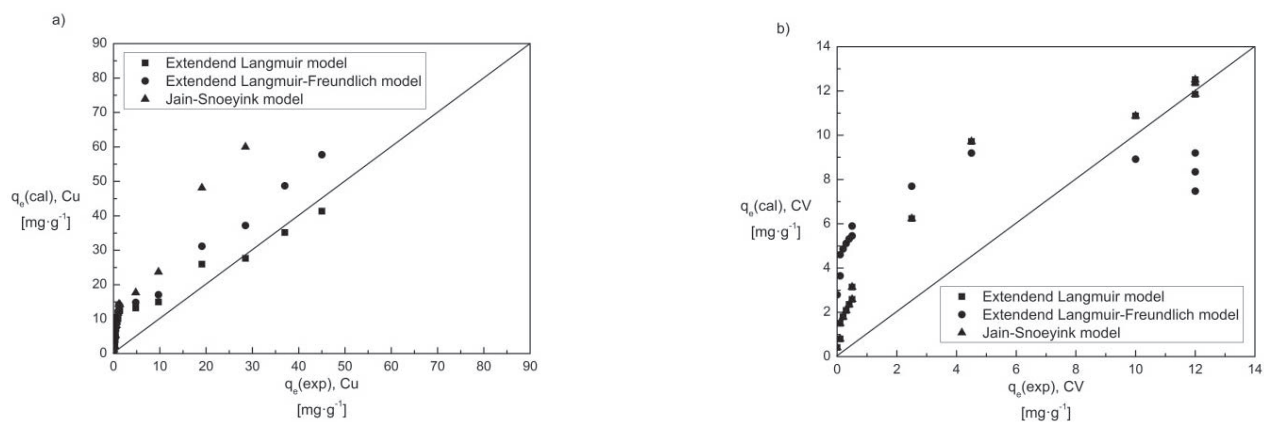 a)
90
80
70
60
50
40
30
20
10
0
qₑ(cal), Cu
[mg·g⁻¹]
Extendend Langmuir model
Extendend Langmuir-Freundlich model
Jain-Snoeyink model
0 10 20 30 40 50 60 70 80 90
qₑ(exp), Cu
[mg·g⁻¹]
b)
14
12
10
8
6
4
2
0
qₑ(cal), CV
[mg·g⁻¹]
Extendend Langmuir model
Extendend Langmuir-Freundlich model
Jain-Snoeyink model
0 2 4 6 8 10 12 14
qₑ(exp), CV
[mg·g⁻¹]